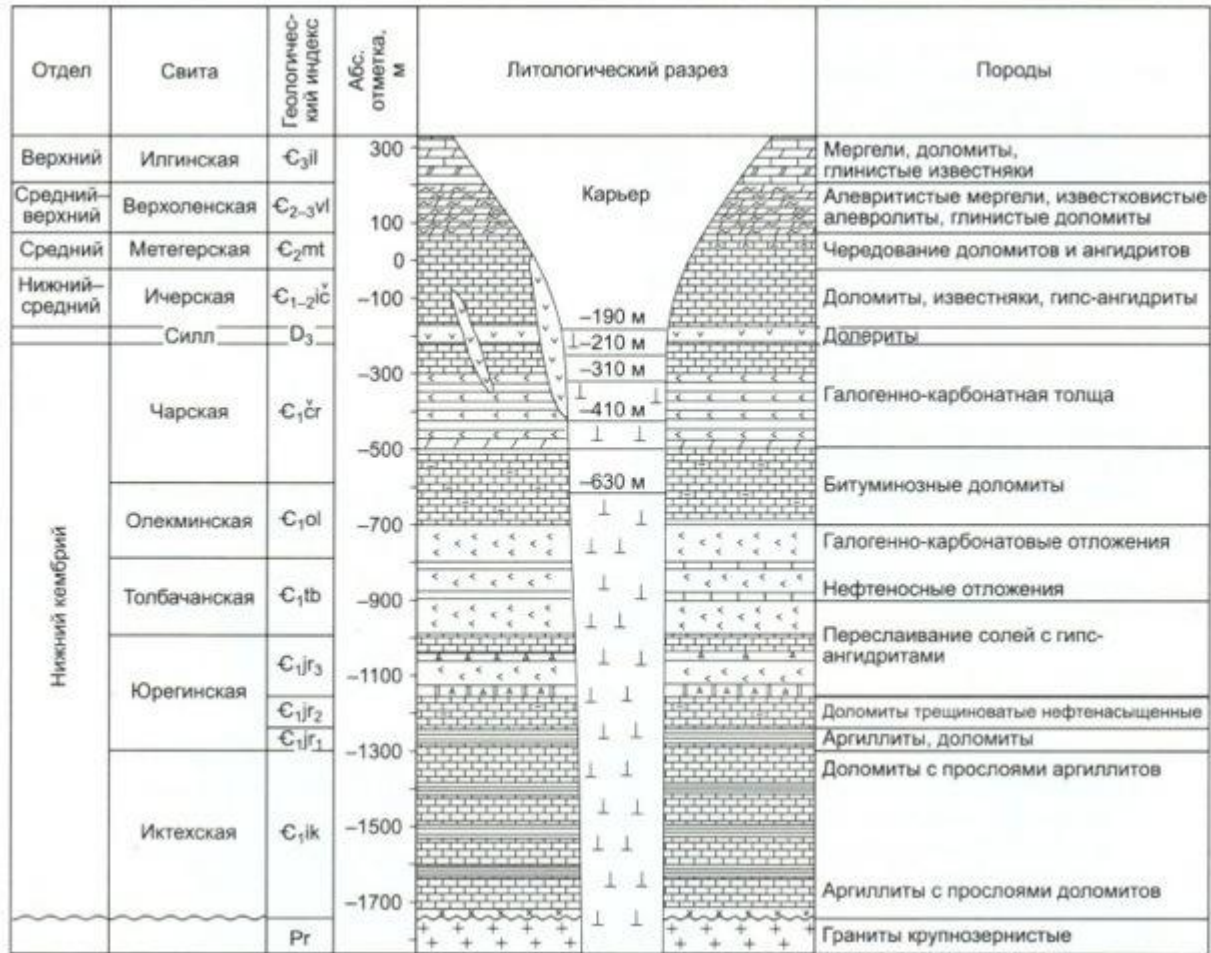 Отдел
Свита
Геологичес-
кий индекс
Абс.
отметка,
м
Литологический разрез
Породы
Верхний
Илгинская
Є₃il
300
Мергели, доломиты,
глинистые известняки
Средний–
верхний
Верхоленская
Є₂₋₃vl
100
Карьер
Алевритистые мергели, известковистые
алевролиты, глинистые доломиты
Средний
Метегерская
Є₂mt
0
Чередование доломитов и ангидритов
Нижний–
средний
Ичерская
Є₁₋₂ič
–100
–190 м
Доломиты, известняки, гипс-ангидриты
Силл
D₃
–210 м
Долериты
Нижний кембрий
Чарская
Є₁čr
–300
–310 м
–410 м
–500
Галогенно-карбонатная толща
–630 м
Битуминозные доломиты
Олекминская
Є₁ol
–700
Галогенно-карбонатовые отложения
Толбачанская
Є₁tb
–900
Нефтеносные отложения
Юрегинская
Є₁jr₃
–1100
Переслаивание солей с гипс-
ангидритами
Є₁jr₂
Доломиты трещиноватые нефтенасыщенные
Є₁jr₁
–1300
Аргиллиты, доломиты
Иктехская
Є₁ik
–1500
–1700
Доломиты с прослоями аргиллитов
Аргиллиты с прослоями доломитов
Pr
Граниты крупнозернистые